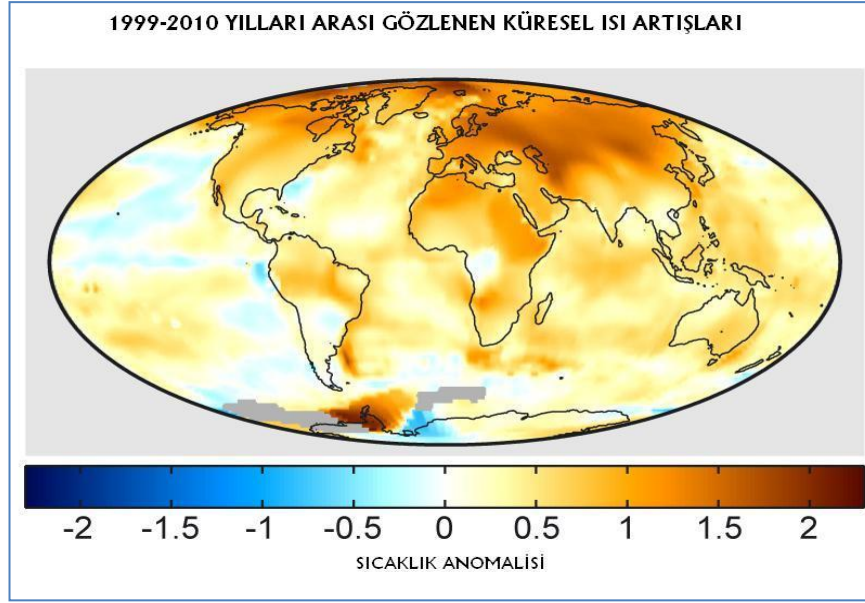 1999-2010 YILLARI ARASI GÖZLENEN KÜRESEL ISI ARTIŞLARI
-2 -1.5 -1 -0.5 0 0.5 1 1.5 2
SICAKLIK ANOMALİSİ